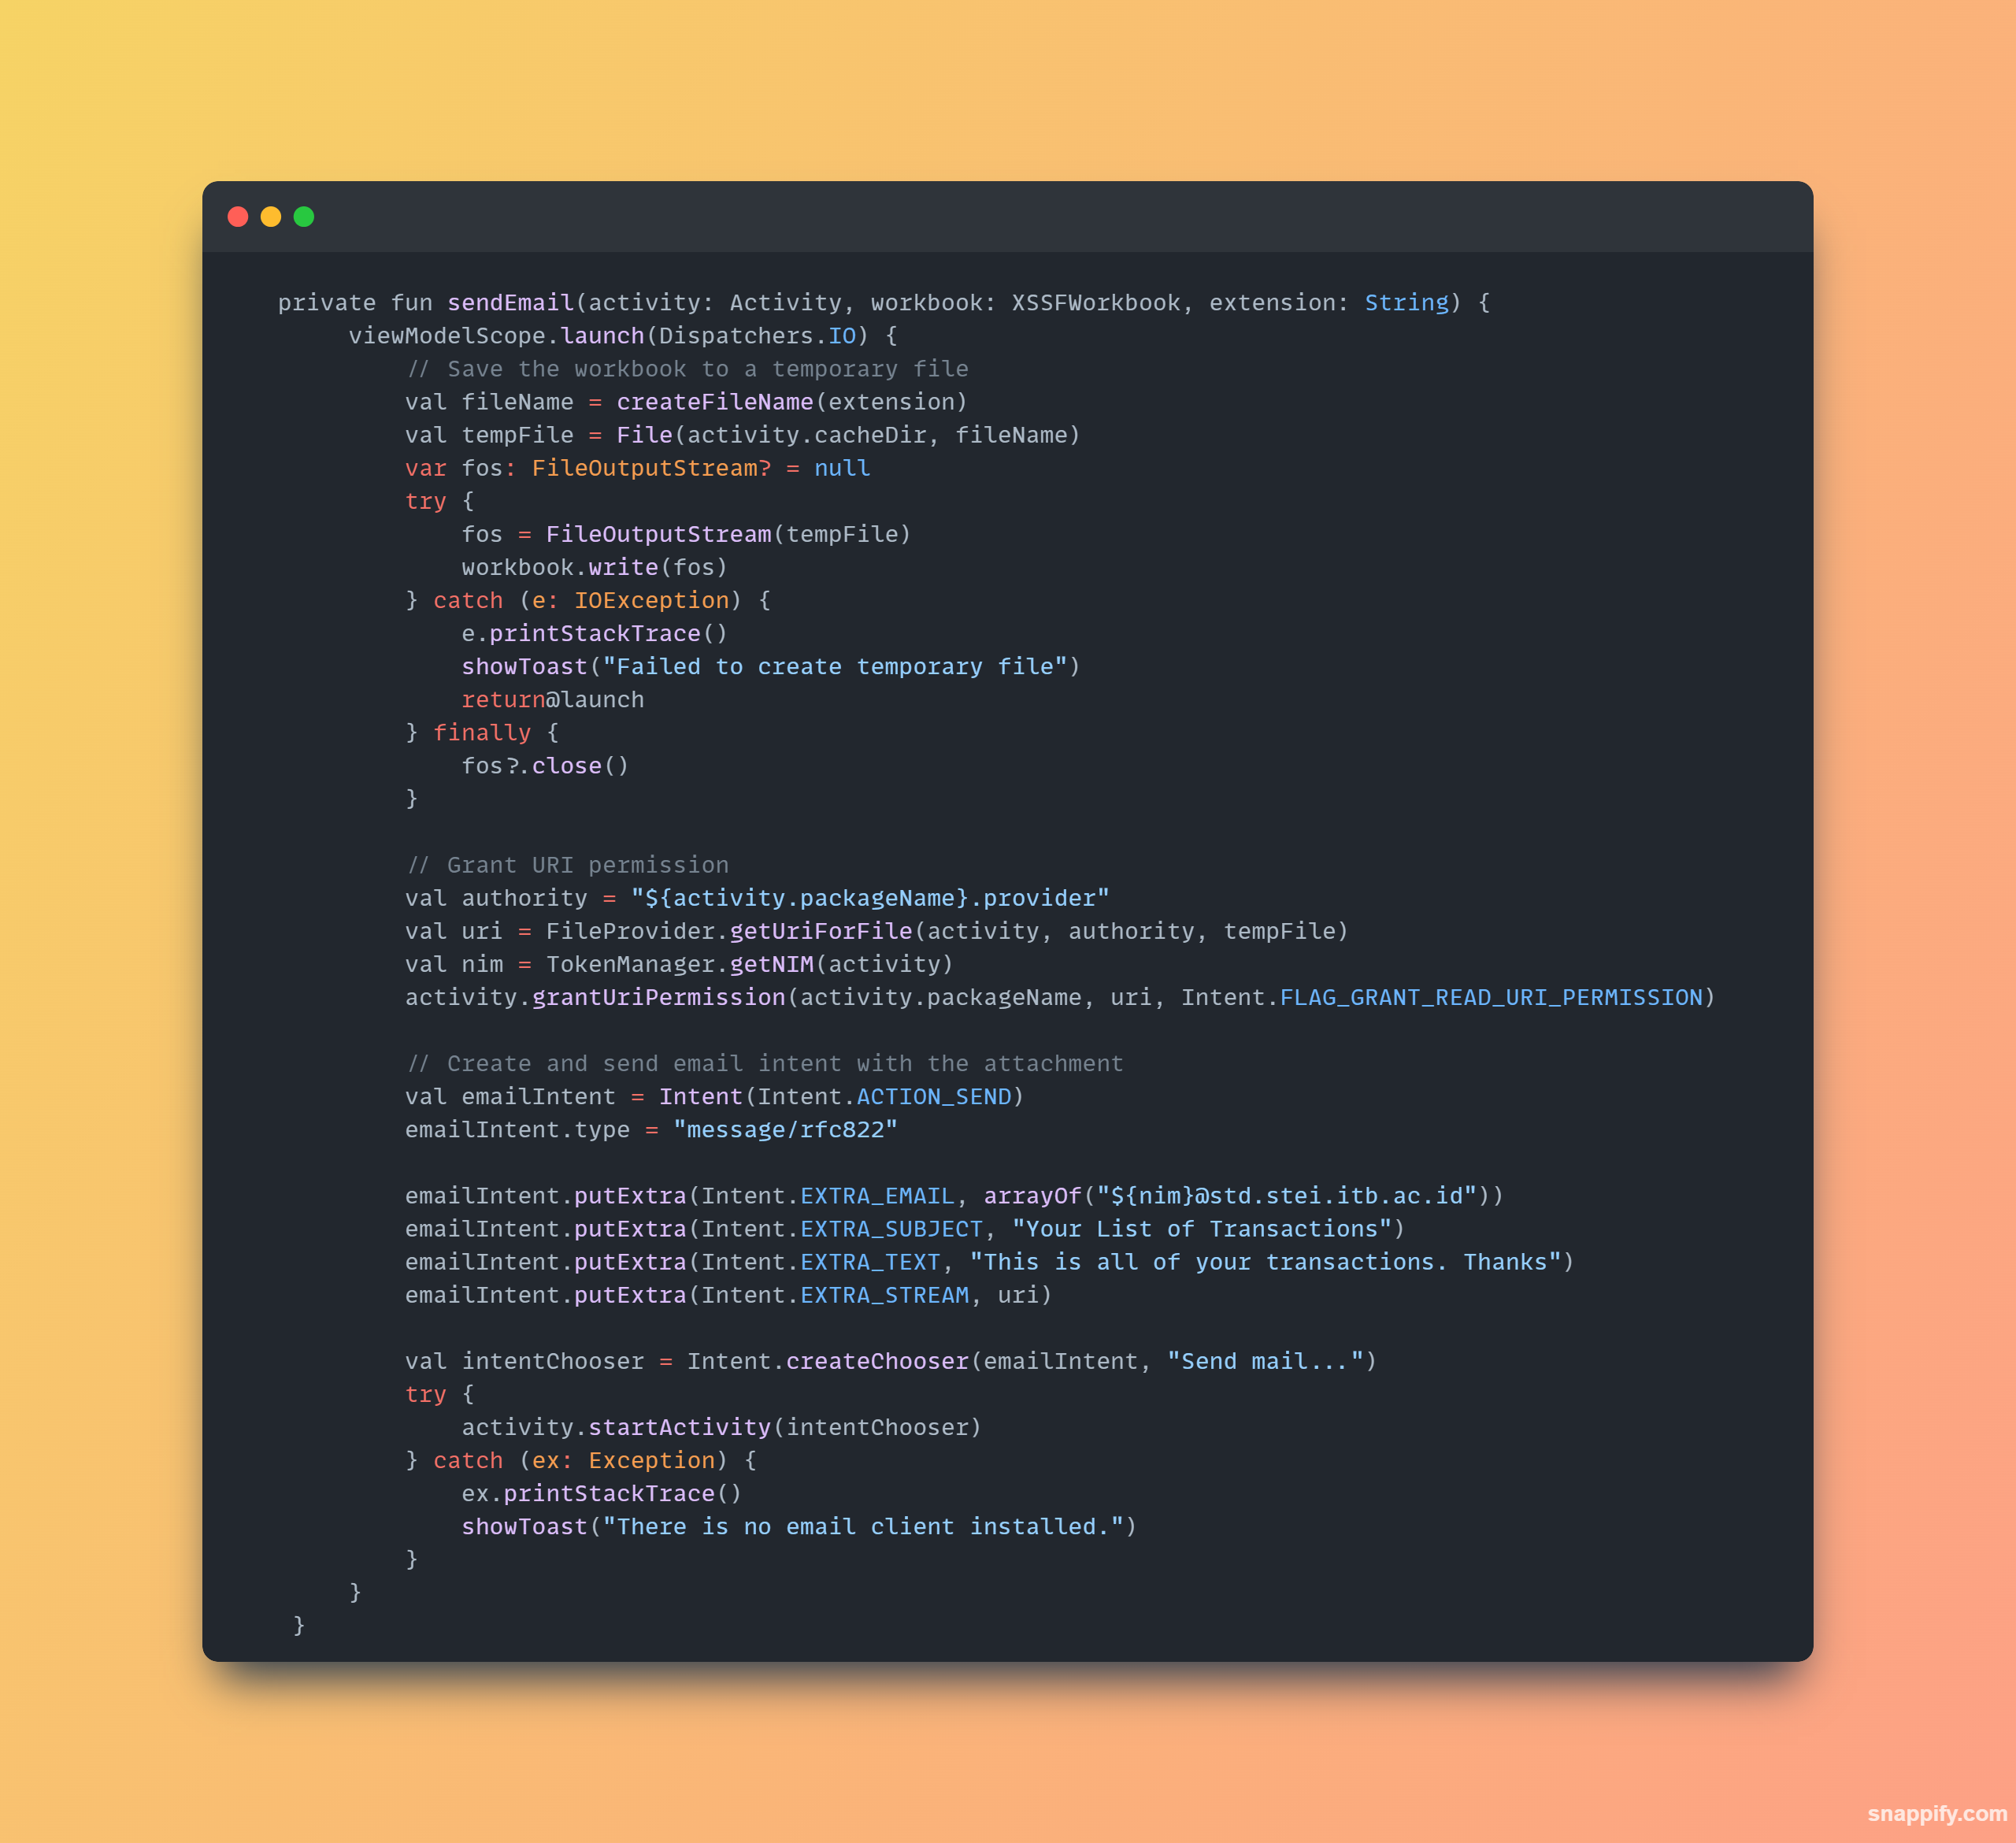 private fun sendEmail(activity: Activity, workbook: XSSFWorkbook, extension: String) {
     viewModelScope.launch(Dispatchers.IO) {
         // Save the workbook to a temporary file
         val fileName = createFileName(extension)
         val tempFile = File(activity.cacheDir, fileName)
         var fos: FileOutputStream? = null
         try {
             fos = FileOutputStream(tempFile)
             workbook.write(fos)
         } catch (e: IOException) {
             e.printStackTrace()
             showToast("Failed to create temporary file")
             return@launch
         } finally {
             fos?.close()
         }

         // Grant URI permission
         val authority = "${activity.packageName}.provider"
         val uri = FileProvider.getUriForFile(activity, authority, tempFile)
         val nim = TokenManager.getNIM(activity)
         activity.grantUriPermission(activity.packageName, uri, Intent.FLAG_GRANT_READ_URI_PERMISSION)

         // Create and send email intent with the attachment
         val emailIntent = Intent(Intent.ACTION_SEND)
         emailIntent.type = "message/rfc822"

         emailIntent.putExtra(Intent.EXTRA_EMAIL, arrayOf("${nim}@std.stei.itb.ac.id"))
         emailIntent.putExtra(Intent.EXTRA_SUBJECT, "Your List of Transactions")
         emailIntent.putExtra(Intent.EXTRA_TEXT, "This is all of your transactions. Thanks")
         emailIntent.putExtra(Intent.EXTRA_STREAM, uri)

         val intentChooser = Intent.createChooser(emailIntent, "Send mail...")
         try {
             activity.startActivity(intentChooser)
         } catch (ex: Exception) {
             ex.printStackTrace()
             showToast("There is no email client installed.")
         }
     }
 }
snappify.com